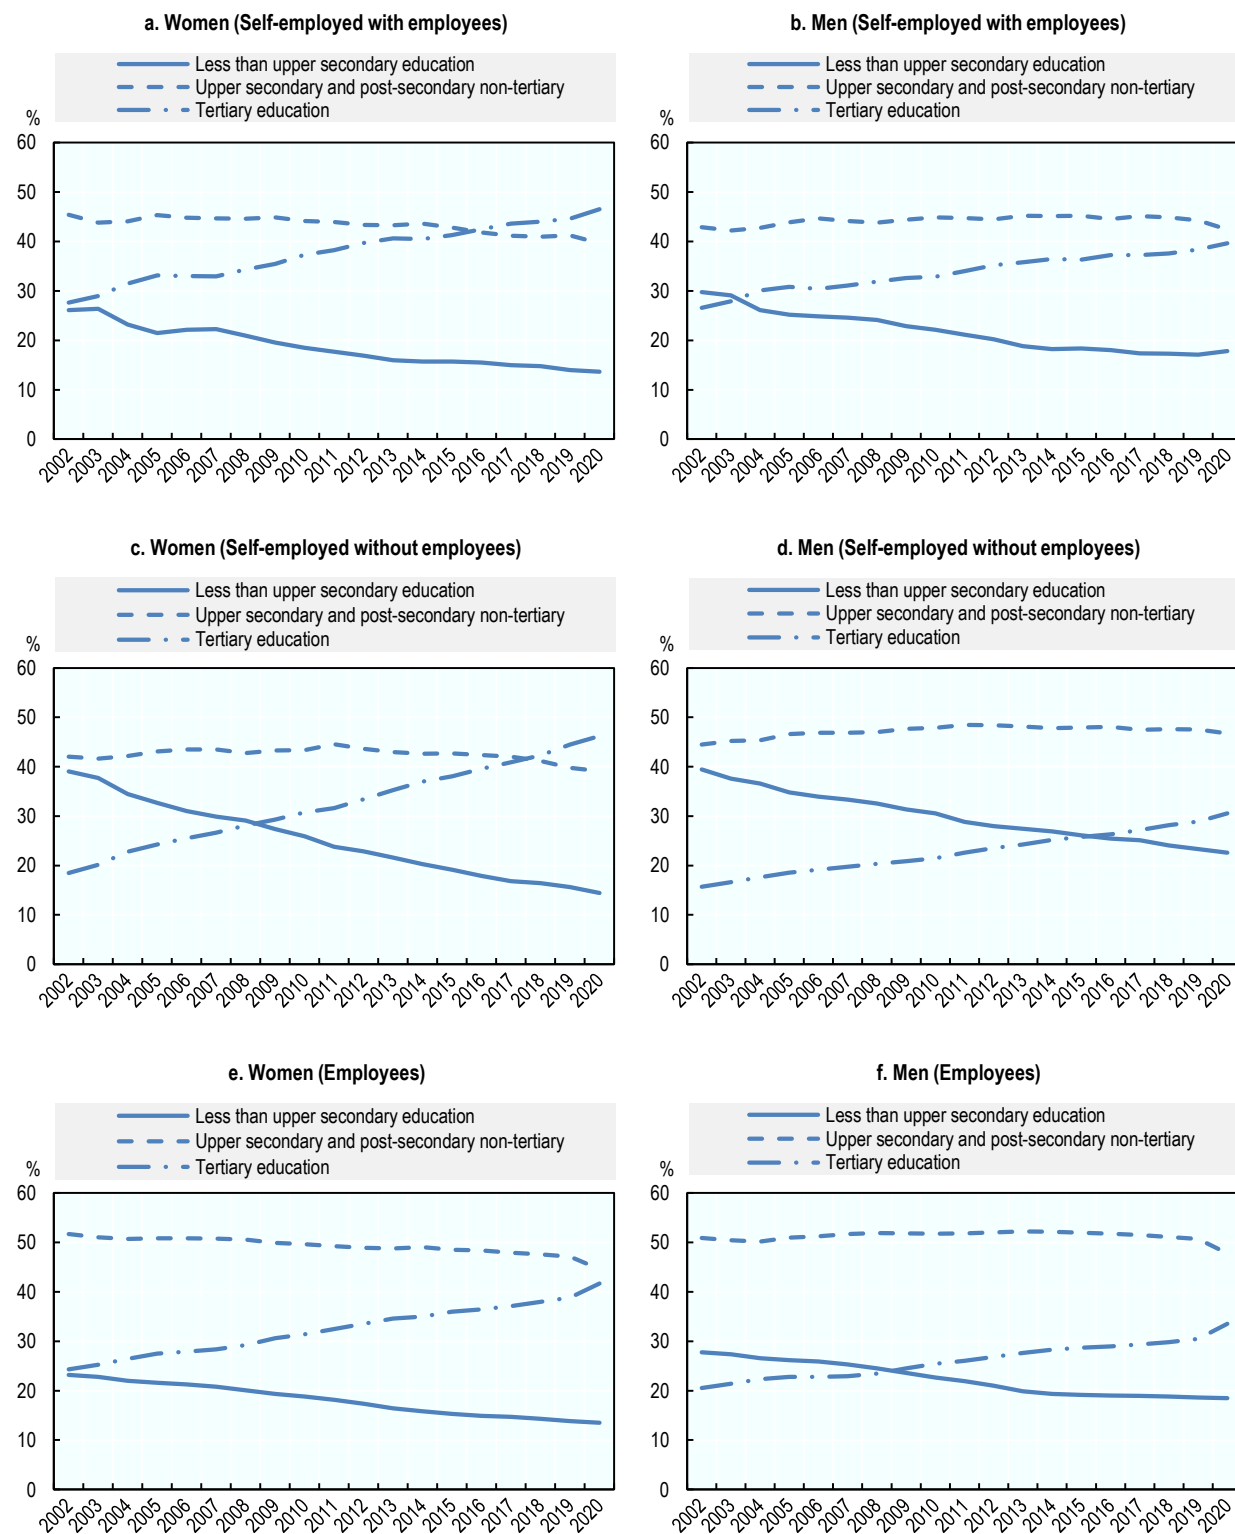 a. Women (Self-employed with employees)
Less than upper secondary education
Upper secondary and post-secondary non-tertiary
Tertiary education
%
60
50
40
30
20
10
0
2002 2003 2004 2005 2006 2007 2008 2009 2010 2011 2012 2013 2014 2015 2016 2017 2018 2019 2020
b. Men (Self-employed with employees)
Less than upper secondary education
Upper secondary and post-secondary non-tertiary
Tertiary education
%
60
50
40
30
20
10
0
2002 2003 2004 2005 2006 2007 2008 2009 2010 2011 2012 2013 2014 2015 2016 2017 2018 2019 2020
c. Women (Self-employed without employees)
Less than upper secondary education
Upper secondary and post-secondary non-tertiary
Tertiary education
%
60
50
40
30
20
10
0
2002 2003 2004 2005 2006 2007 2008 2009 2010 2011 2012 2013 2014 2015 2016 2017 2018 2019 2020
d. Men (Self-employed without employees)
Less than upper secondary education
Upper secondary and post-secondary non-tertiary
Tertiary education
%
60
50
40
30
20
10
0
2002 2003 2004 2005 2006 2007 2008 2009 2010 2011 2012 2013 2014 2015 2016 2017 2018 2019 2020
e. Women (Employees)
Less than upper secondary education
Upper secondary and post-secondary non-tertiary
Tertiary education
%
60
50
40
30
20
10
0
2002 2003 2004 2005 2006 2007 2008 2009 2010 2011 2012 2013 2014 2015 2016 2017 2018 2019 2020
f. Men (Employees)
Less than upper secondary education
Upper secondary and post-secondary non-tertiary
Tertiary education
%
60
50
40
30
20
10
0
2002 2003 2004 2005 2006 2007 2008 2009 2010 2011 2012 2013 2014 2015 2016 2017 2018 2019 2020